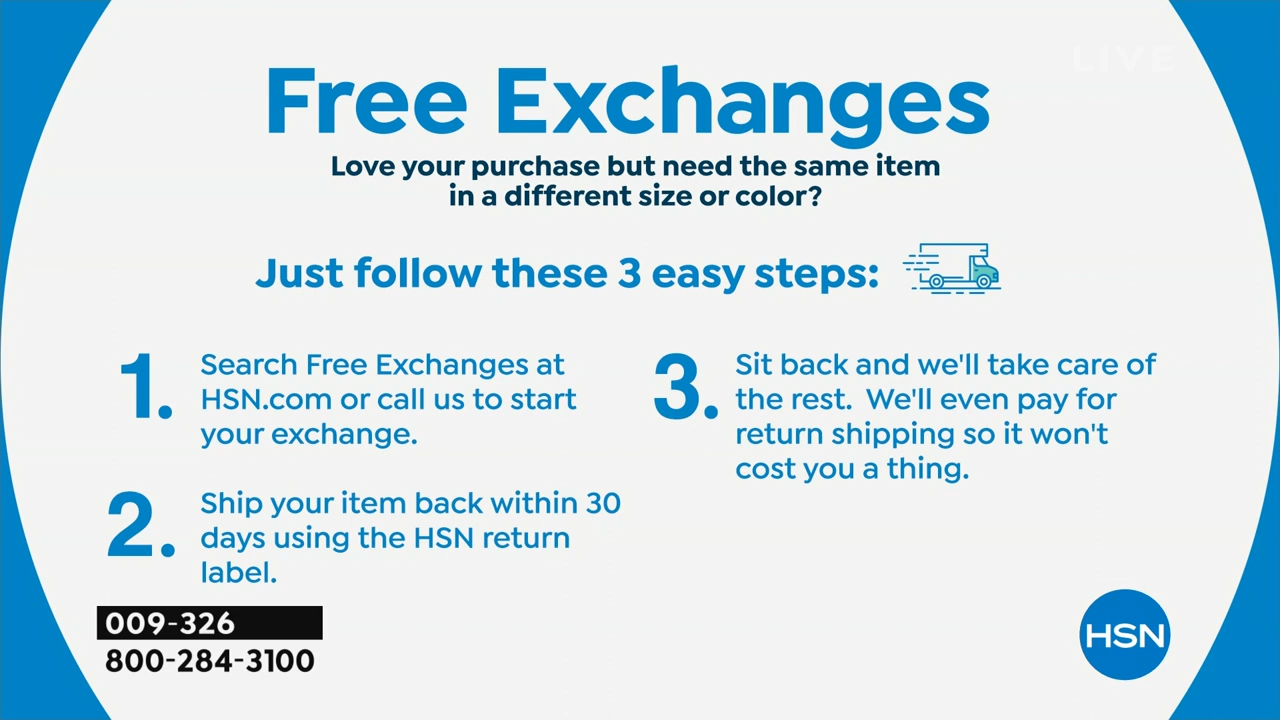 LIVE
Free Exchanges
Love your purchase but need the same item
in a different size or color?
Just follow these 3 easy steps:
1. Search Free Exchanges at
HSN.com or call us to start
your exchange.
2. Ship your item back within 30
days using the HSN return
label.
3. Sit back and we'll take care of
the rest. We'll even pay for
return shipping so it won't
cost you a thing.
009-326
800-284-3100
HSN